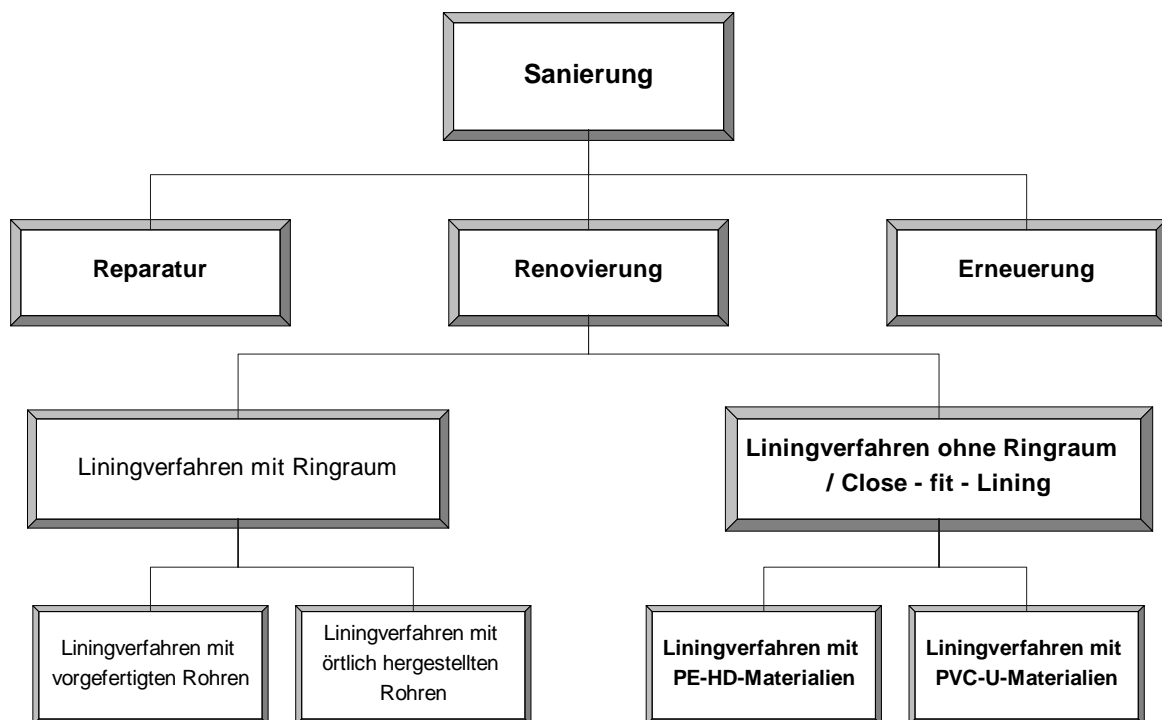 Sanierung
Reparatur
Renovierung
Erneuerung
Liningverfahren mit Ringraum
Liningverfahren ohne Ringraum
/ Close - fit - Lining
Liningverfahren mit
vorgefertigten Rohren
Liningverfahren mit
örtlich hergestellten
Rohren
Liningverfahren mit
PE-HD-Materialien
Liningverfahren mit
PVC-U-Materialien